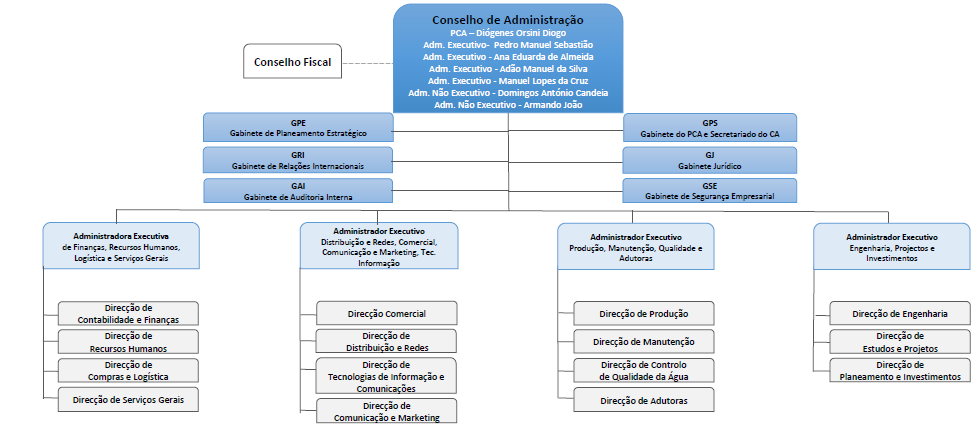 Conselho de Administração
PCA – Diógenes Orsini Diogo
Adm. Executivo- Pedro Manuel Sebastião
Adm. Executivo - Ana Eduarda de Almeida
Adm. Executivo - Adão Manuel da Silva
Adm. Executivo - Manuel Lopes da Cruz
Adm. Não Executivo - Domingos António Candeia
Adm. Não Executivo - Armando João
Conselho Fiscal
GPE
Gabinete de Planeamento Estratégico
GPS
Gabinete do PCA e Secretariado do CA
GRI
Gabinete de Relações Internacionais
GJ
Gabinete Jurídico
GAI
Gabinete de Auditoria Interna
GSE
Gabinete de Segurança Empresarial
Administradora Executiva
de Finanças, Recursos Humanos,
Logística e Serviços Gerais
Direcção de
Contabilidade e Finanças
Direcção de
Recursos Humanos
Direcção de
Compras e Logística
Direcção de Serviços Gerais
Administrador Executivo
Distribuição e Redes, Comercial,
Comunicação e Marketing, Tec.
Informação
Direcção Comercial
Direcção de
Distribuição e Redes
Direcção de
Tecnologias de Informação e
Comunicações
Direcção de
Comunicação e Marketing
Administrador Executivo
Produção, Manutenção, Qualidade e
Adutoras
Direcção de Produção
Direcção de Manutenção
Direcção de Controlo
de Qualidade da Água
Direcção de Adutoras
Administrador Executivo
Engenharia, Projectos e
Investimentos
Direcção de Engenharia
Direcção de
Estudos e Projetos
Direcção de
Planeamento e Investimentos